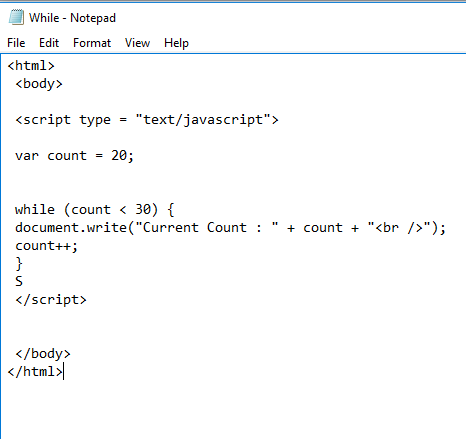 While - Notepad
File Edit Format View Help
<html>
<body>
<script type = "text/javascript">
var count = 20;
while (count < 30) {
document.write("Current Count : " + count + "<br />");
count++;
}
S
</script>
</body>
</html>